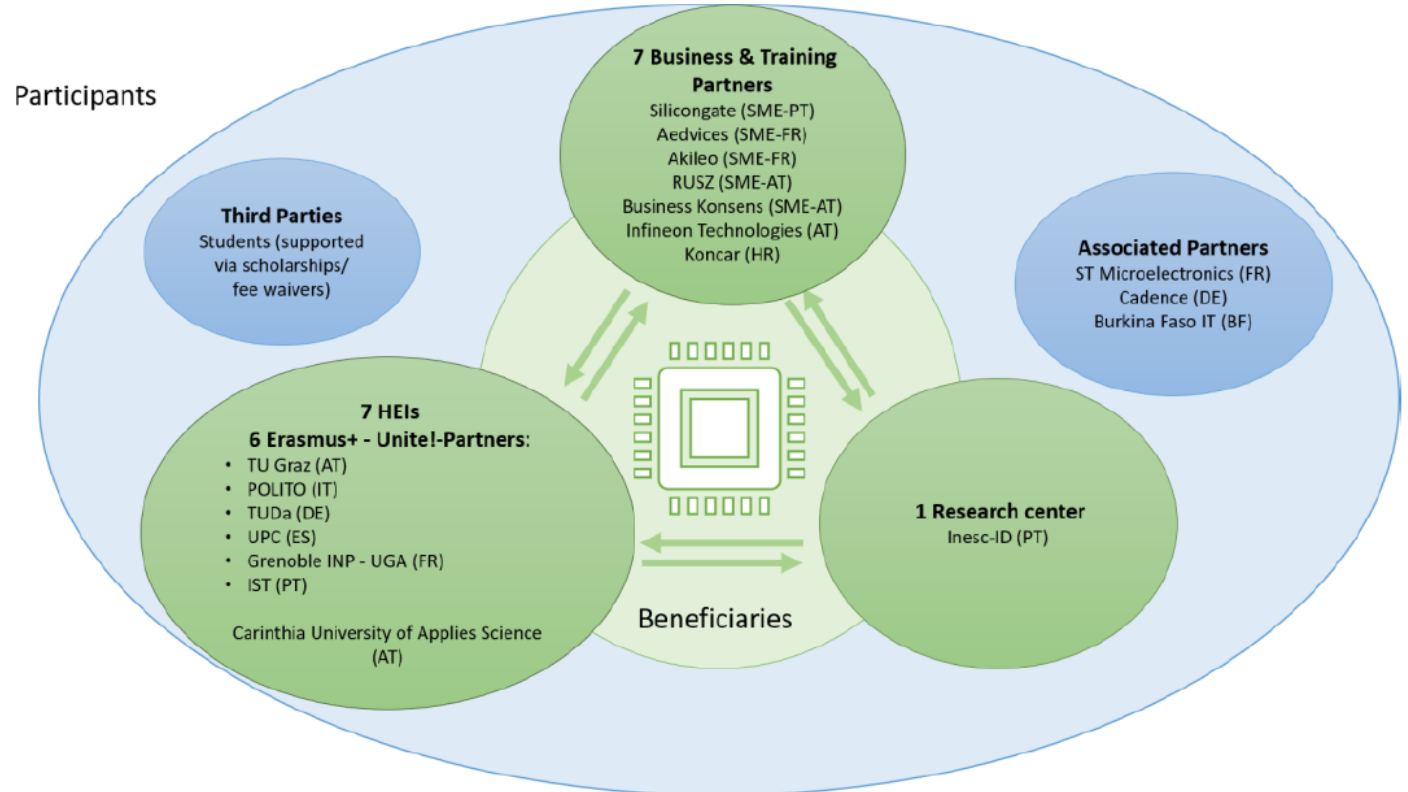 Participants
7 Business & Training
Partners
Silicongate (SME-PT)
Aedvices (SME-FR)
Akileo (SME-FR)
RUSZ (SME-AT)
Business Konsens (SME-AT)
Infineon Technologies (AT)
Koncar (HR)
Third Parties
Students (supported
via scholarships/
fee waivers)
Associated Partners
ST Microelectronics (FR)
Cadence (DE)
Burkina Faso IT (BF)
7 HEIs
6 Erasmus+ - Unite!-Partners:
• TU Graz (AT)
• POLITO (IT)
• TUDa (DE)
• UPC (ES)
• Grenoble INP - UGA (FR)
• IST (PT)
Carinthia University of Applies Science
(AT)
1 Research center
Inesc-ID (PT)
Beneficiaries